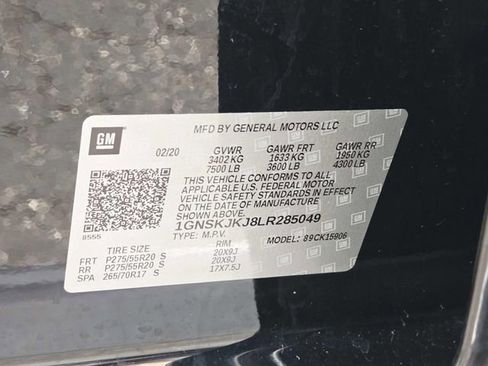 GM
MFD BY GENERAL MOTORS LLC
02/20 GVWR GAWR FRT GAWR RR
3402 KG 1633 KG 1950 KG
7500 LB 3600 LB 4300 LB
THIS VEHICLE CONFORMS TO ALL
APPLICABLE U.S. FEDERAL MOTOR
VEHICLE SAFETY STANDARDS IN EFFECT
ON THE DATE OF MANUFACTURE
1GNSKJKJ8LR285049
8555 TYPE: M.P.V. MODEL: 89CK15906
TIRE SIZE RIM
FRT P275/55R20 S 20X9J
RR P275/55R20 S 20X9J
SPA 265/70R17 S 17X7.5J